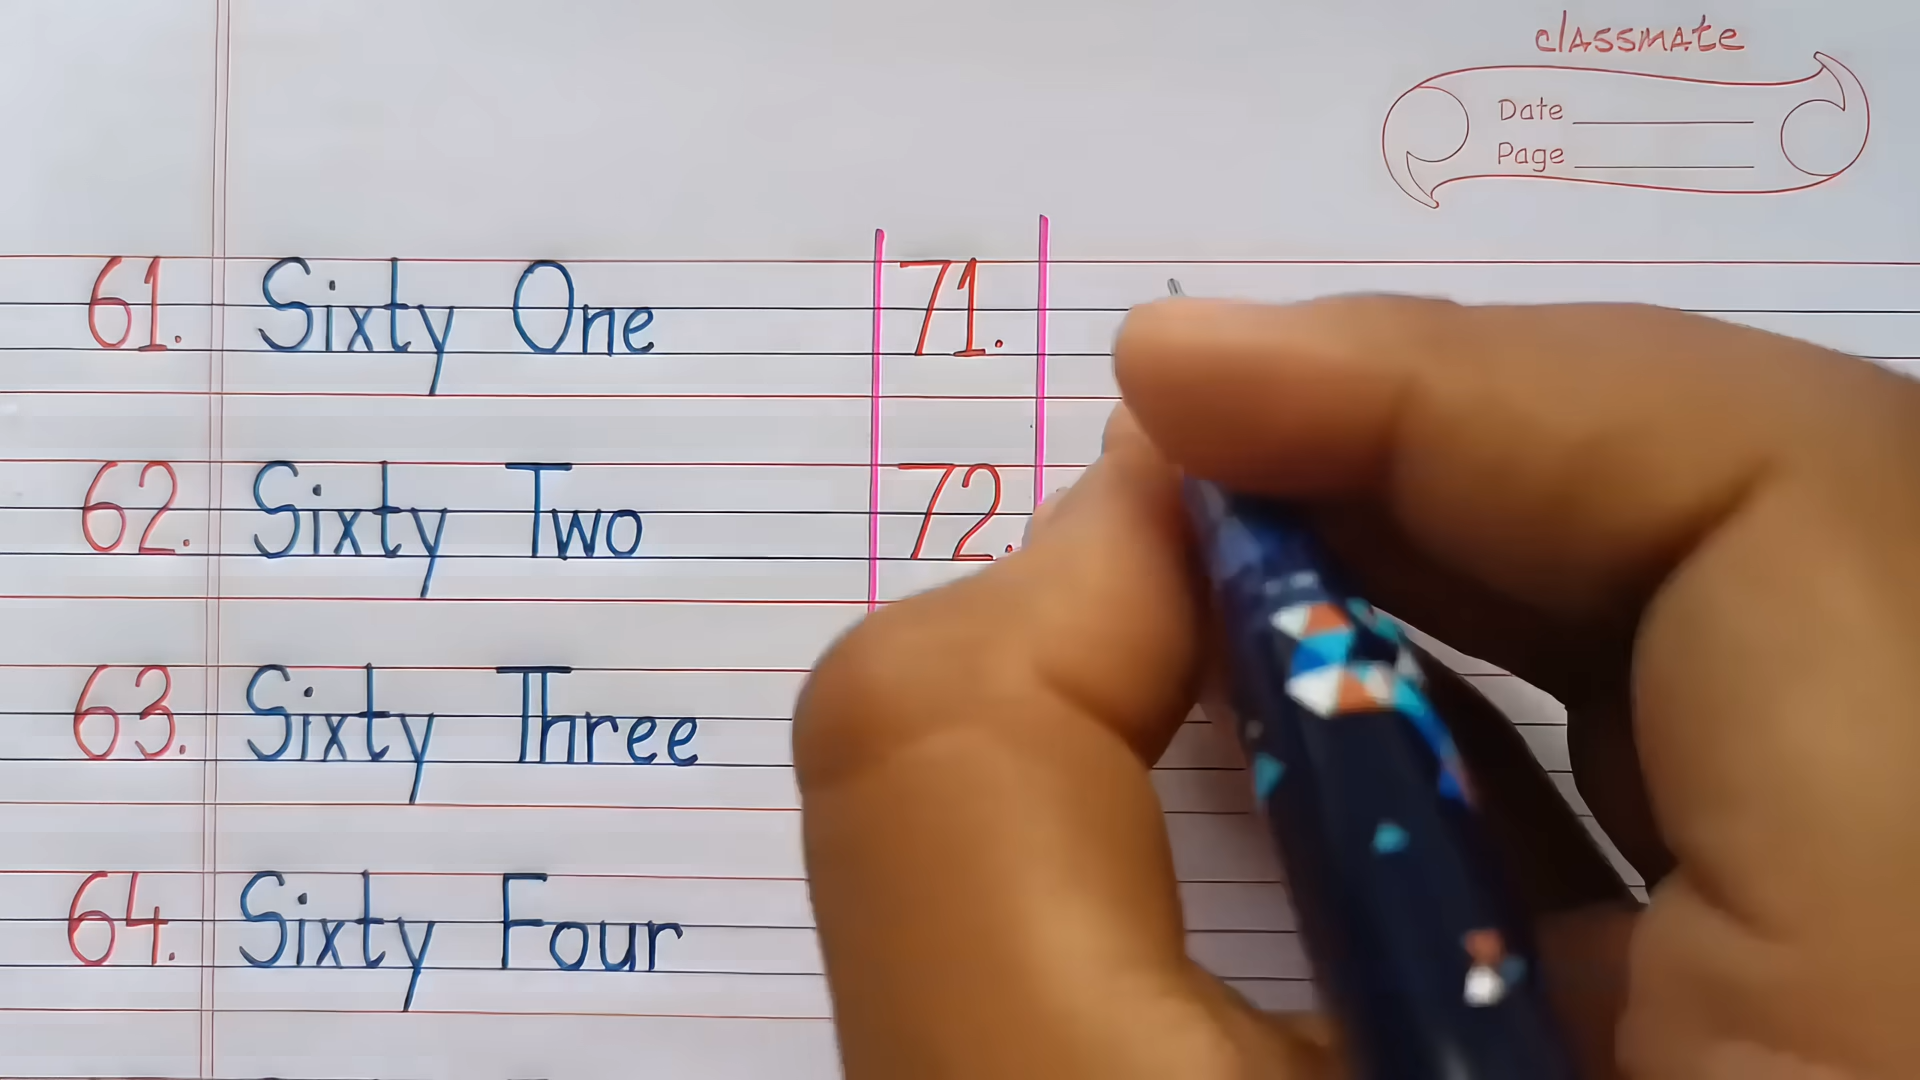 classmate
Date
Page
61. Sixty One 71.
62. Sixty Two 72.
63. Sixty Three
64. Sixty Four